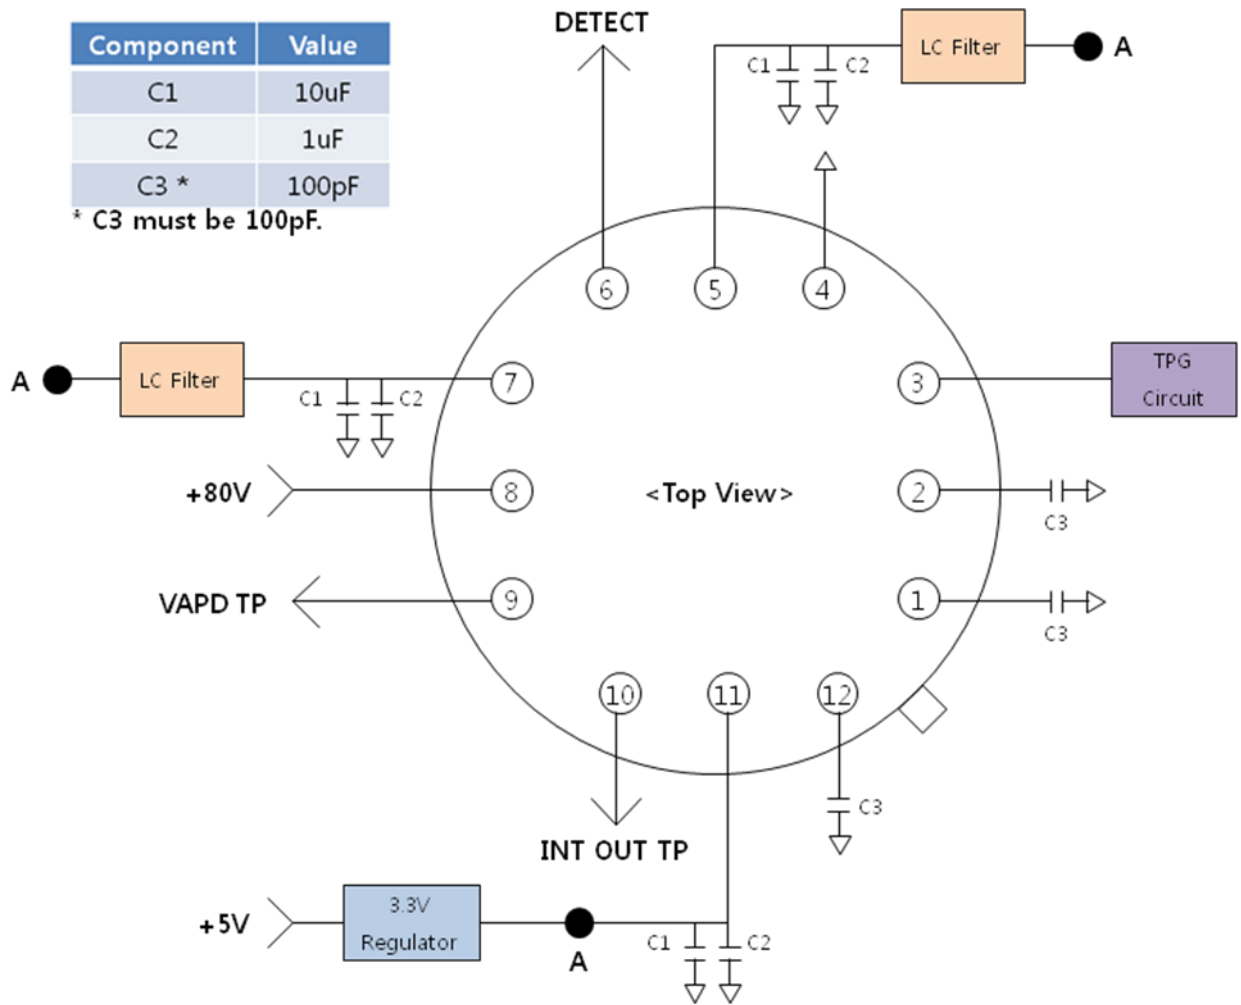 Component Value
C1 10uF
C2 1uF
C3 * 100pF
* C3 must be 100pF.
DETECT
C1 C2
LC Filter
A
6 5 4
A
LC Filter
C1 C2
7
3
TPG
Circuit
+80V
8
<Top View>
2
C3
VAPD TP
9
1
C3
10 11 12
C3
INT OUT TP
+5V
3.3V
Regulator
A
C1 C2